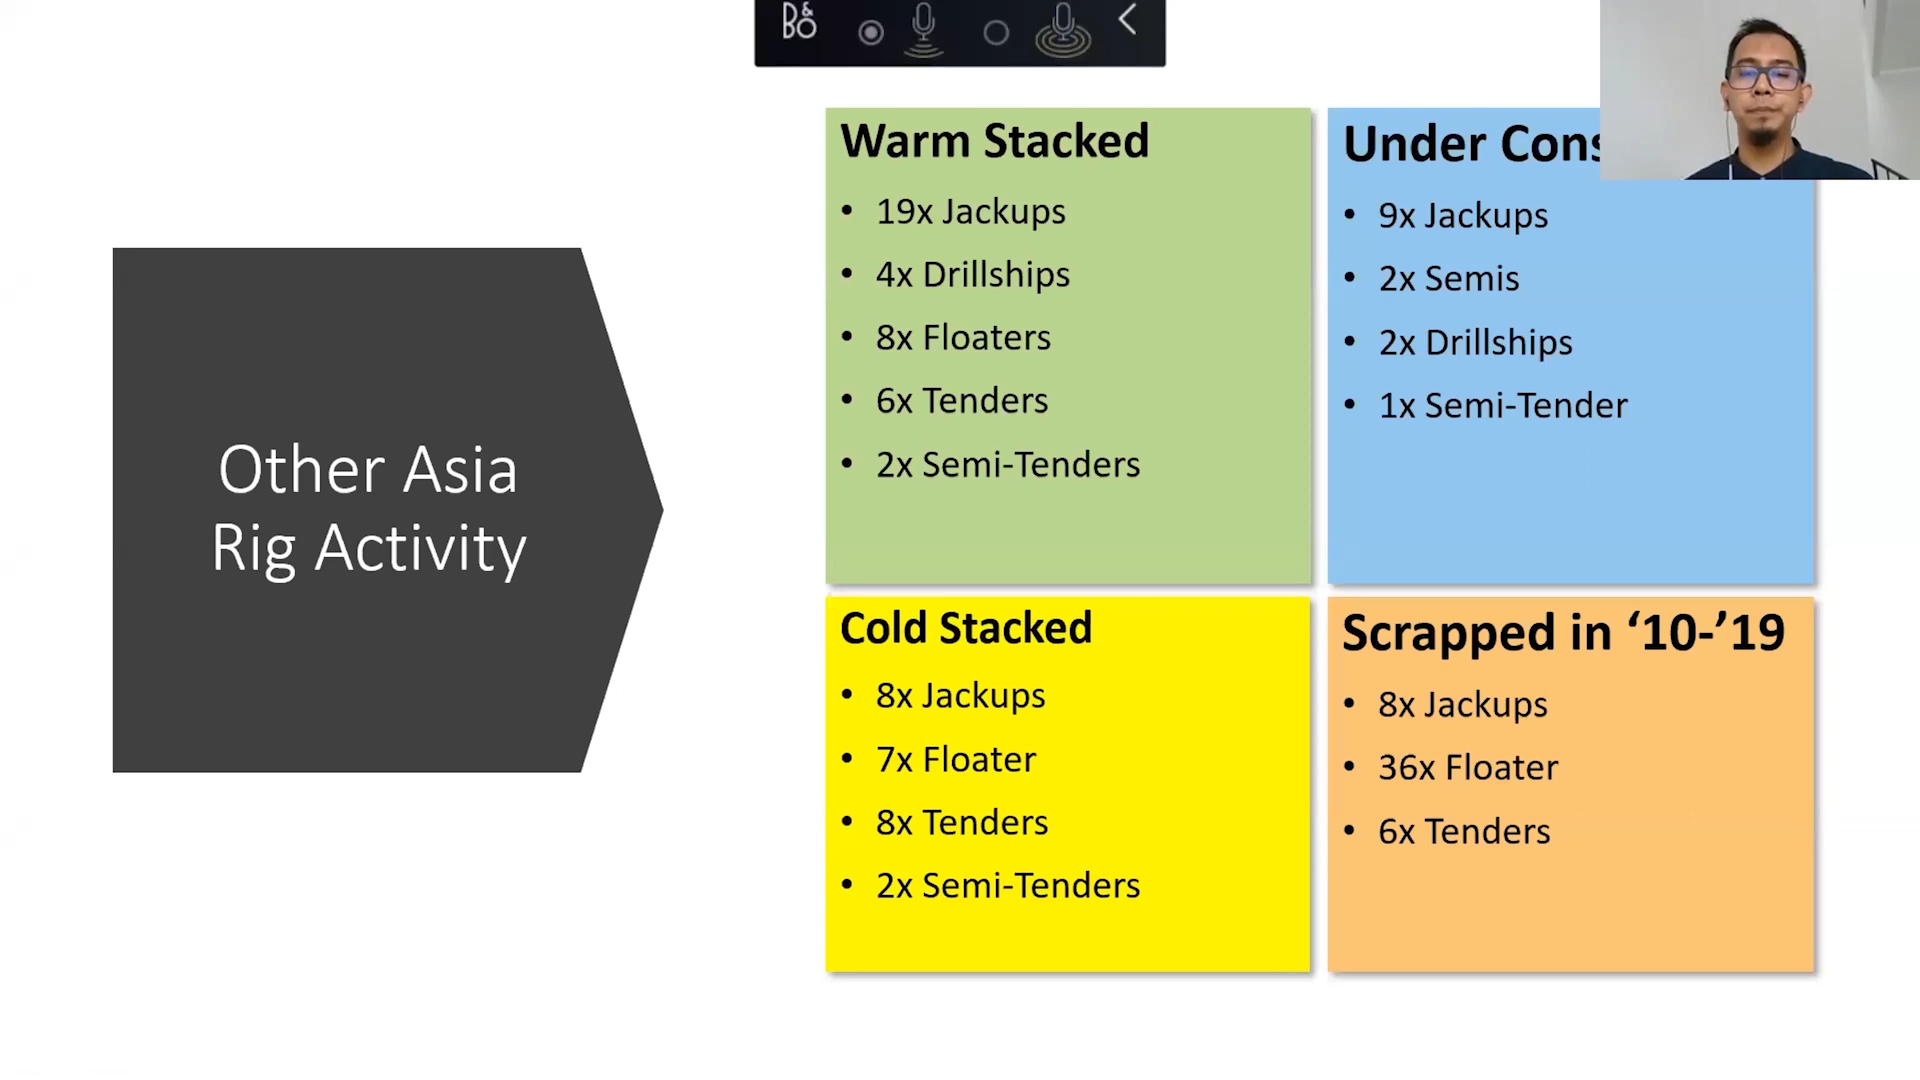 B&O
Other Asia
Rig Activity
Warm Stacked
• 19x Jackups
• 4x Drillships
• 8x Floaters
• 6x Tenders
• 2x Semi-Tenders
Under Cons
• 9x Jackups
• 2x Semis
• 2x Drillships
• 1x Semi-Tender
Cold Stacked
• 8x Jackups
• 7x Floater
• 8x Tenders
• 2x Semi-Tenders
Scrapped in ‘10-’19
• 8x Jackups
• 36x Floater
• 6x Tenders